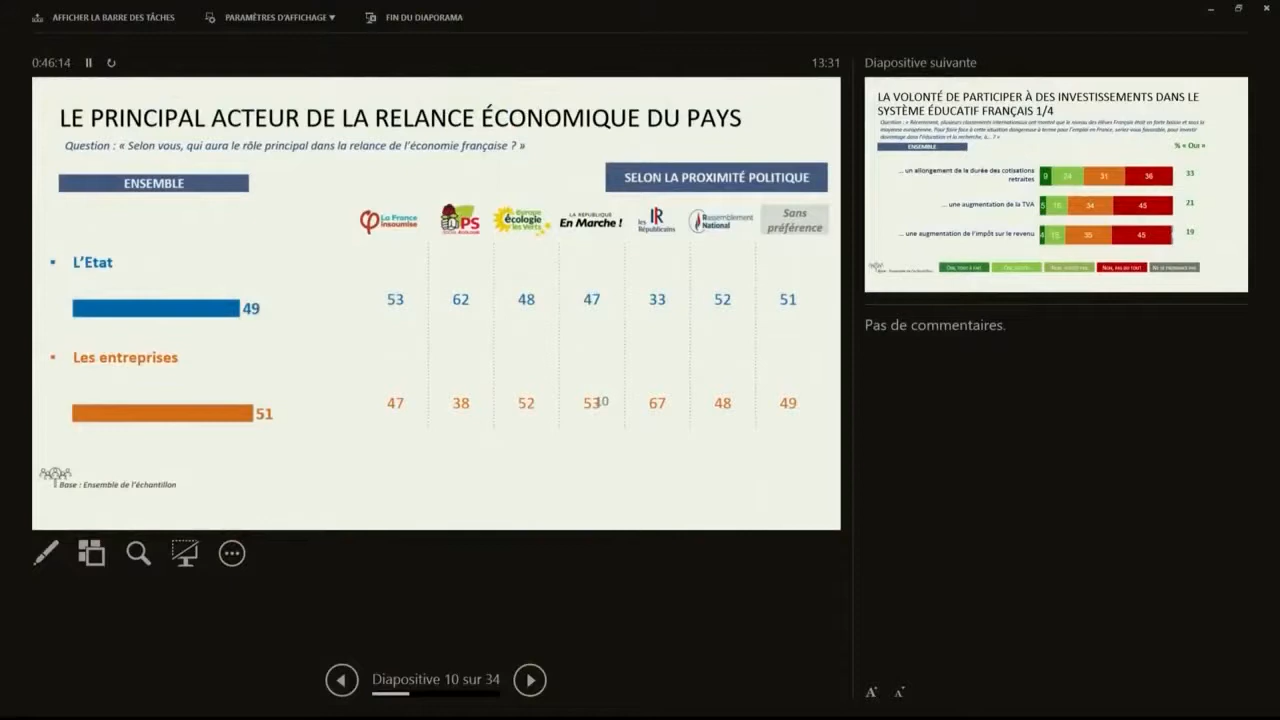 AFFICHER LA BARRE DES TÂCHES PARAMÈTRES D'AFFICHAGE ▼ FIN DU DIAPORAMA
0:46:14 13:31
LE PRINCIPAL ACTEUR DE LA RELANCE ÉCONOMIQUE DU PAYS
Question : « Selon vous, qui aura le rôle principal dans la relance de l'économie française ? »
ENSEMBLE
SELON LA PROXIMITÉ POLITIQUE
La France insoumise
PS
Europe écologie les Verts
LA RÉPUBLIQUE En Marche !
lR les Républicains
Rassemblement National
Sans préférence
L'Etat
49
53 62 48 47 33 52 51
Les entreprises
51
47 38 52 53 10 67 48 49
Base : Ensemble de l'échantillon
Diapositive 10 sur 34
Diapositive suivante
LA VOLONTÉ DE PARTICIPER À DES INVESTISSEMENTS DANS LE
SYSTÈME ÉDUCATIF FRANÇAIS 1/4
ENSEMBLE
% « Oui »
... un allongement de la durée des cotisations
retraites
9 24 31 36 33
... une augmentation de la TVA
5 16 34 45 21
... une augmentation de l'impôt sur le revenu
4 15 35 45 19
Pas de commentaires.
A A